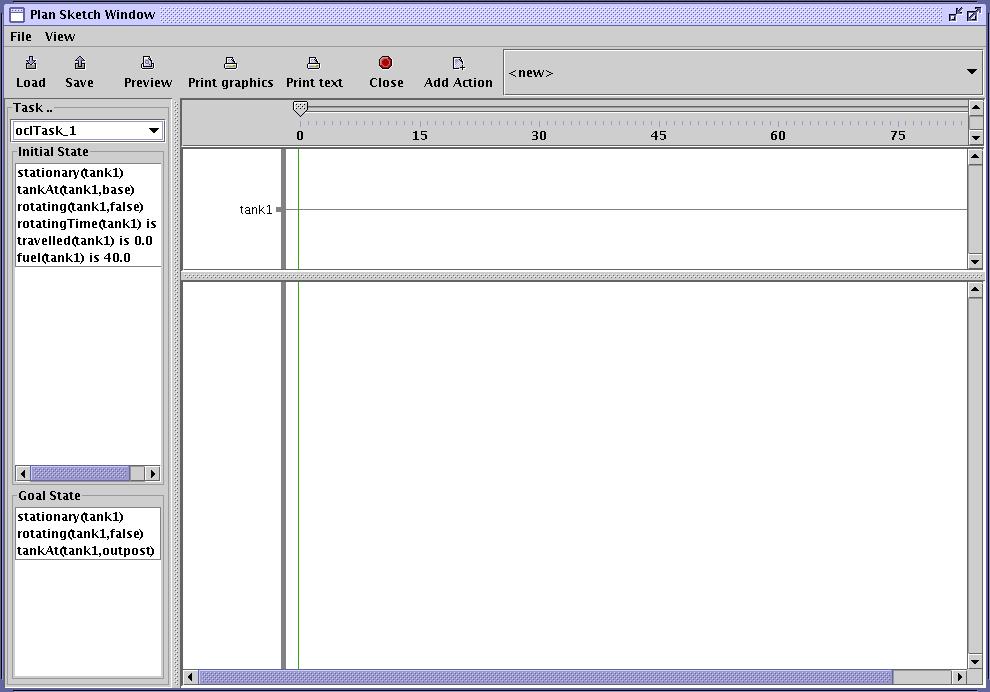 Plan Sketch Window
File View
Load Save Preview Print graphics Print text Close Add Action <new>
Task ..
oclTask_1
0 15 30 45 60 75
Initial State
stationary(tank1)
tankAt(tank1,base)
rotating(tank1,false)
rotatingTime(tank1) is
travelled(tank1) is 0.0
fuel(tank1) is 40.0
tank1
Goal State
stationary(tank1)
rotating(tank1,false)
tankAt(tank1,outpost)